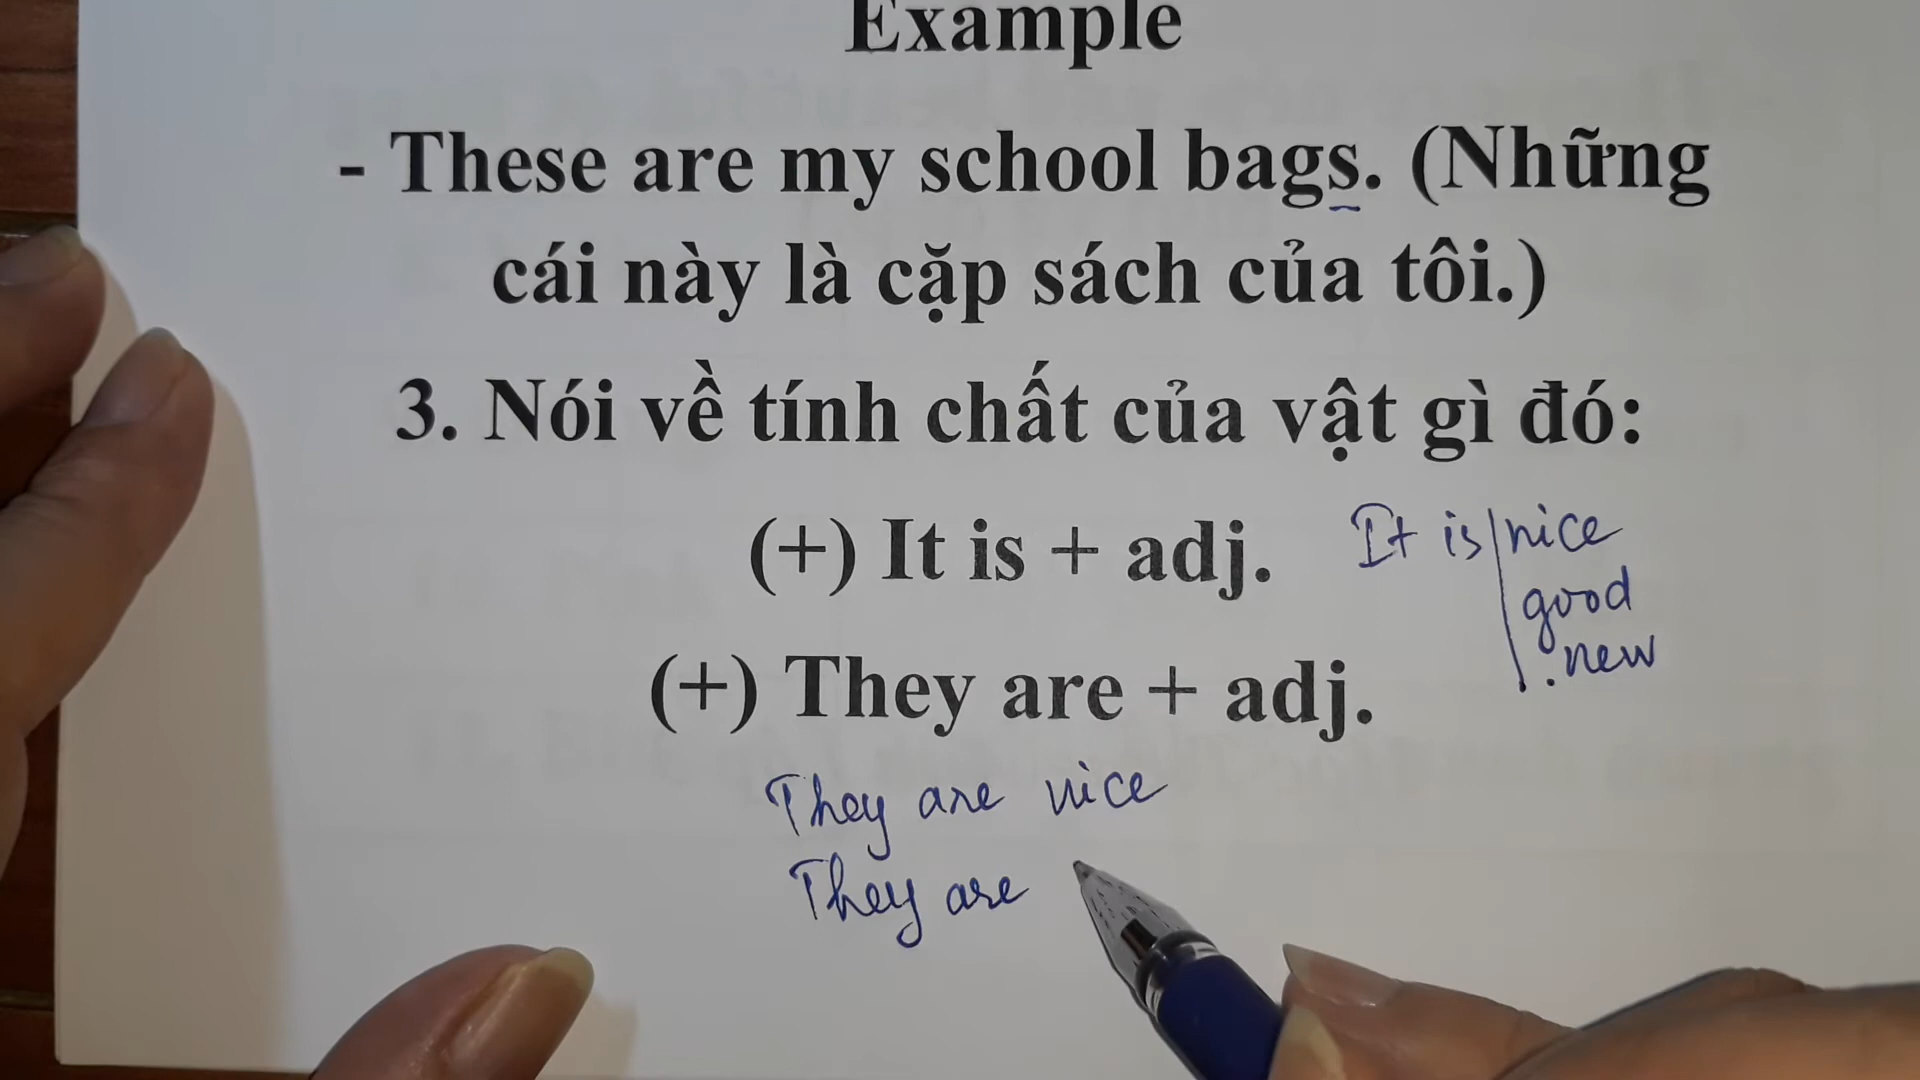 Example
- These are my school bags. (Những
cái này là cặp sách của tôi.)
3. Nói về tính chất của vật gì đó:
(+) It is + adj.
It is nice
good
new
(+) They are + adj.
They are nice
They are